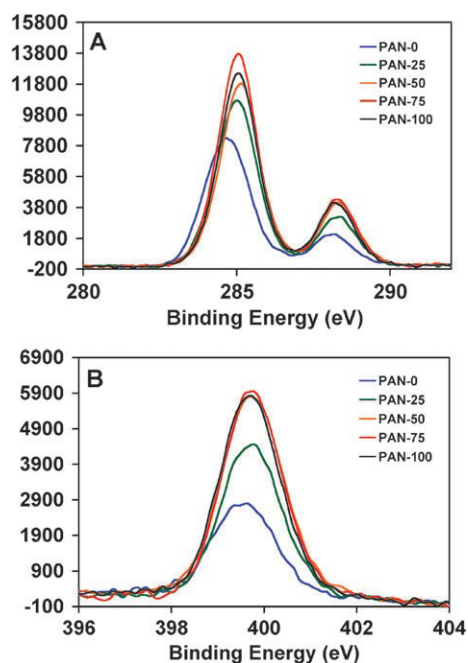 15800
13800
11800
9800
7800
5800
3800
1800
-200
A
PAN-0
PAN-25
PAN-50
PAN-75
PAN-100
280 285 290
Binding Energy (eV)
6900
5900
4900
3900
2900
1900
900
-100
B
PAN-0
PAN-25
PAN-50
PAN-75
PAN-100
396 398 400 402 404
Binding Energy (eV)